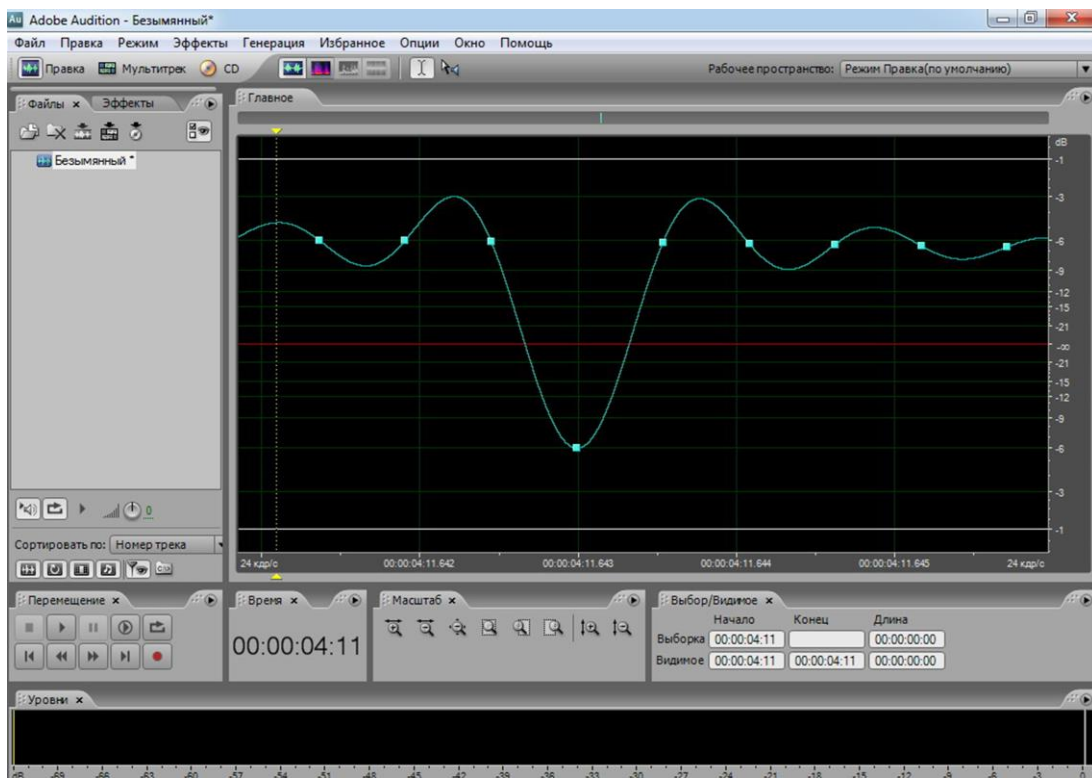 Au Adobe Audition - Безымянный*
Файл Правка Режим Эффекты Генерация Избранное Опции Окно Помощь
Правка Мультитрек CD Рабочее пространство: Режим Правка(по умолчанию)
Файлы x Эффекты
Главное
Безымянный *
dB
-1
-3
-6
-9
-12
-15
-21
-∞
-21
-15
-12
-9
-6
-3
-1
0
Сортировать по: Номер трека
24 кдр/с 00:00:04:11.642 00:00:04:11.643 00:00:04:11.644 00:00:04:11.645 24 кдр/с
Перемещение x
Время x
00:00:04:11
Масштаб x
Выбор/Видимое x
Начало Конец Длина
Выборка 00:00:04:11 00:00:00:00
Видимое 00:00:04:11 00:00:04:11 00:00:00:00
Уровни x
dB -69 -66 -63 -60 -57 -54 -51 -48 -45 -42 -39 -36 -33 -30 -27 -24 -21 -18 -15 -12 -9 -6 -3